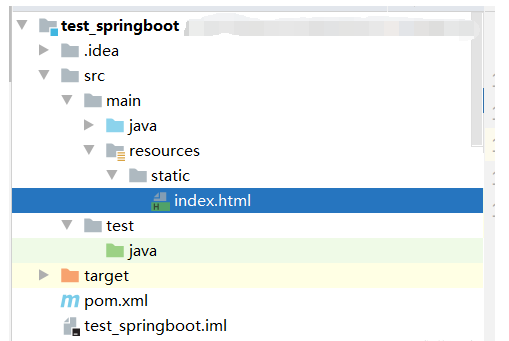 test_springboot
.idea
src
main
java
resources
static
index.html
test
java
target
pom.xml
test_springboot.iml